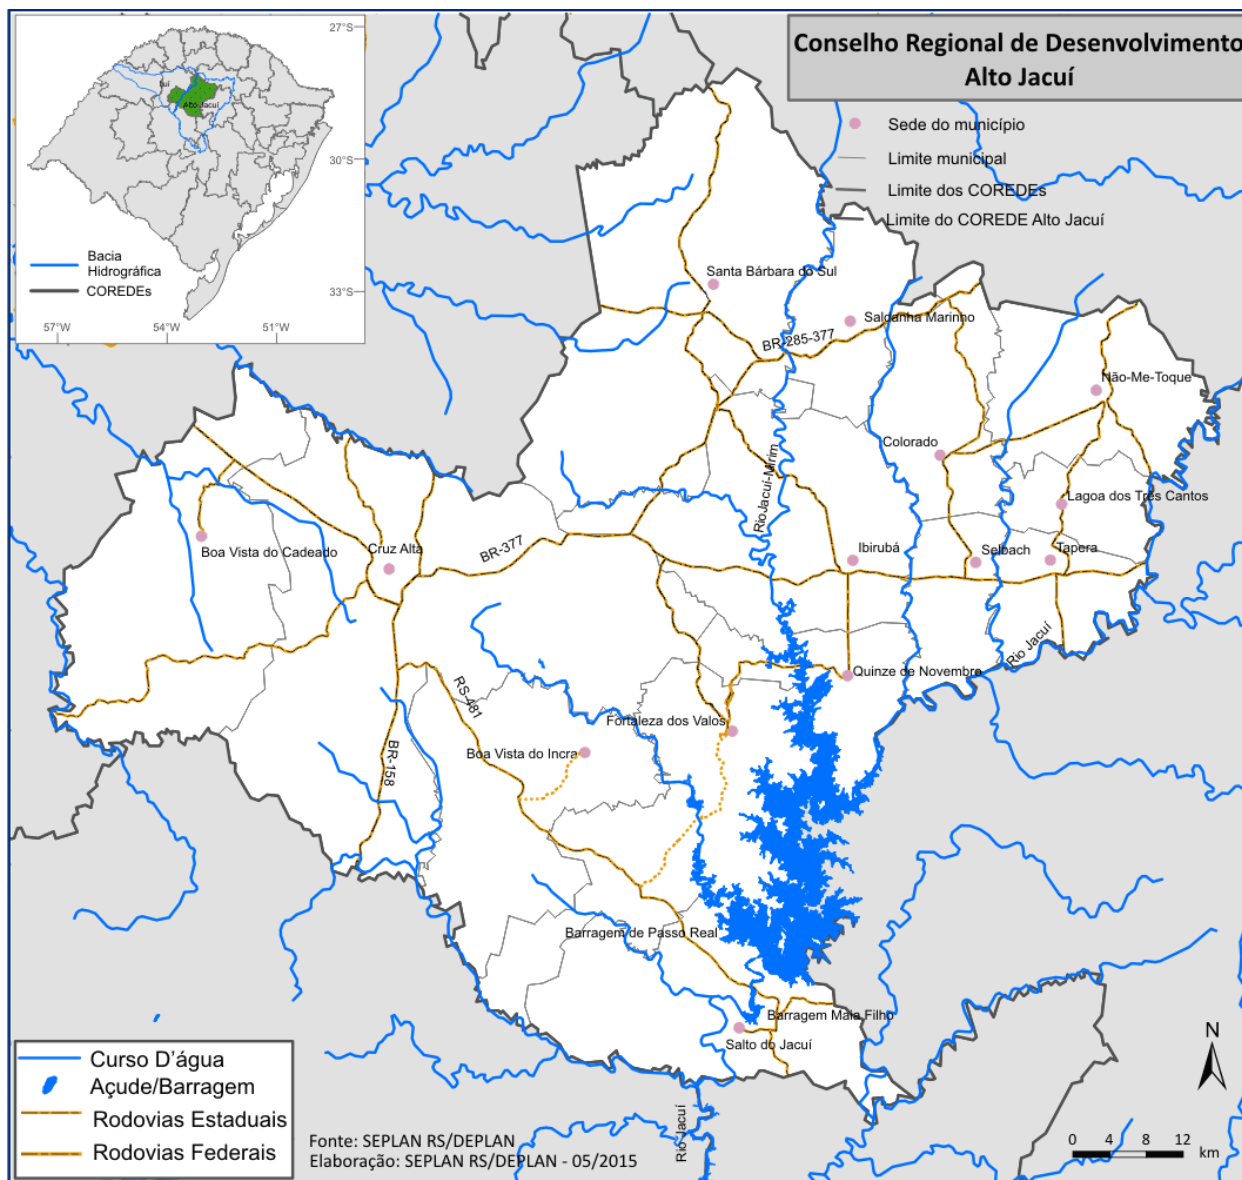 Conselho Regional de Desenvolvimento
Alto Jacuí
Sede do município
Limite municipal
Limite dos COREDEs
Limite do COREDE Alto Jacuí
27°S
30°S
33°S
57°W
54°W
51°W
Alto Jacuí
Bacia
Hidrográfica
COREDEs
Santa Bárbara do Sul
Saldanha Marinho
BR-285-377
Não-Me-Toque
Colorado
Rio Jacuí-Mirim
Lagoa dos Três Cantos
Boa Vista do Cadeado
Cruz Alta
BR-377
Ibirubá
Selbach
Tapera
Rio Jacuí
Quinze de Novembro
RS-481
Fortaleza dos Valos
Boa Vista do Incra
BR-158
Barragem de Passo Real
Barragem Maia Filho
Salto do Jacuí
Rio Jacuí
N
0 4 8 12
km
Curso D'água
Açude/Barragem
Rodovias Estaduais
Rodovias Federais
Fonte: SEPLAN RS/DEPLAN
Elaboração: SEPLAN RS/DEPLAN - 05/2015